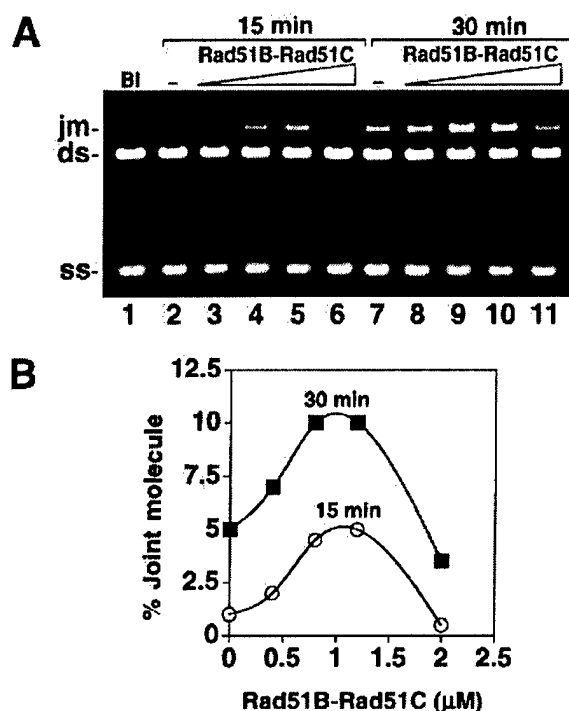 A
15 min 30 min
Rad51B-Rad51C Rad51B-Rad51C
Bl - -
jm-
ds-
ss-
1 2 3 4 5 6 7 8 9 10 11
B
12.5
10
7.5
5
2.5
0
30 min
15 min
% Joint molecule
0 0.5 1 1.5 2 2.5
Rad51B-Rad51C (μM)